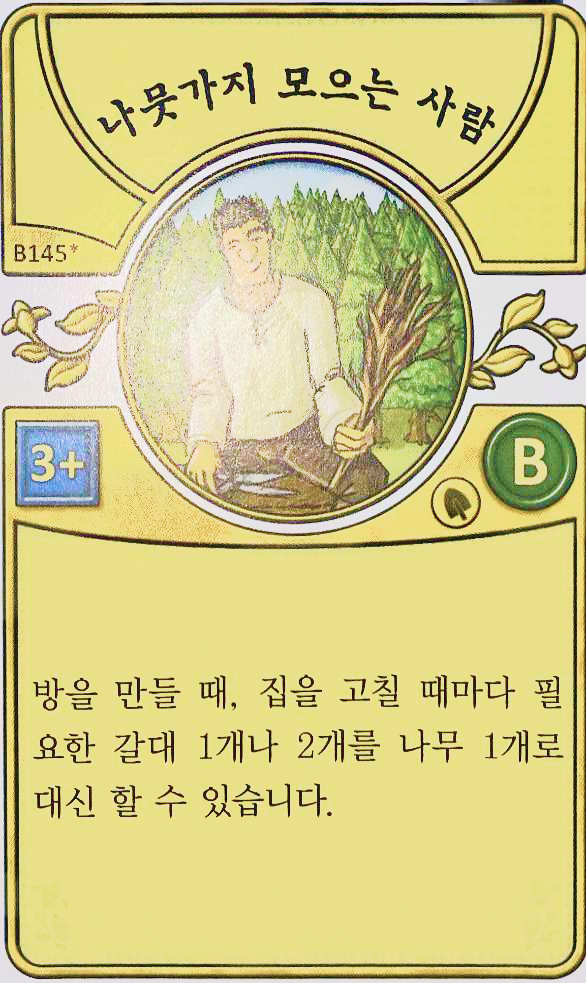 나뭇가지 모으는 사람
B145*
3+
B
방을 만들 때, 집을 고칠 때마다 필
요한 갈대 1개나 2개를 나무 1개로
대신 할 수 있습니다.